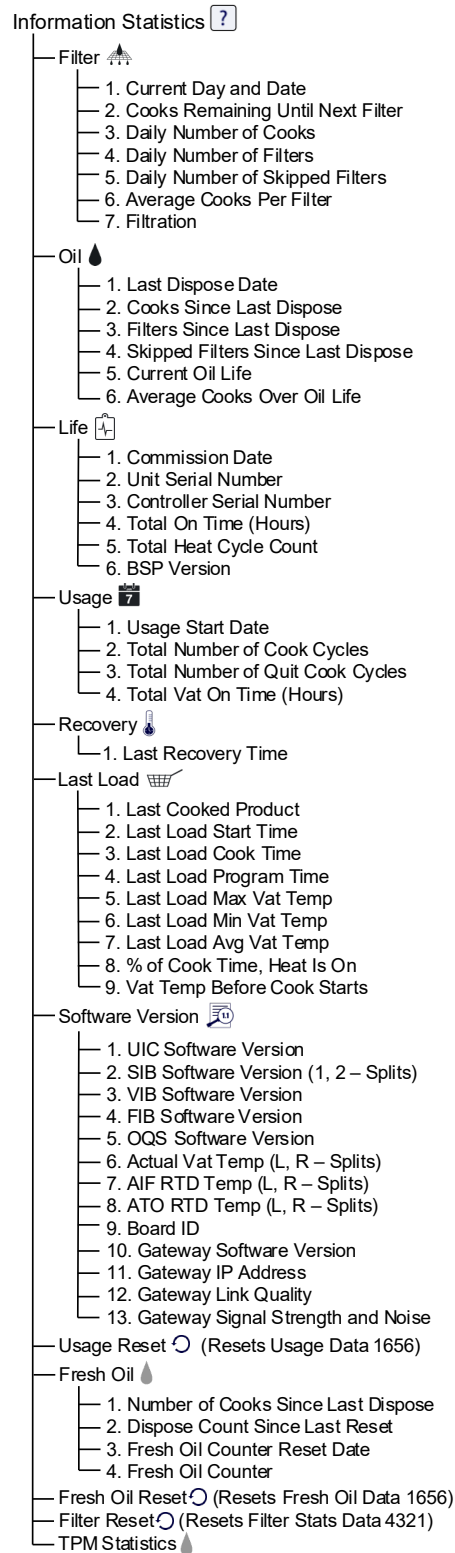 Information Statistics ?
Filter
1. Current Day and Date
2. Cooks Remaining Until Next Filter
3. Daily Number of Cooks
4. Daily Number of Filters
5. Daily Number of Skipped Filters
6. Average Cooks Per Filter
7. Filtration
Oil
1. Last Dispose Date
2. Cooks Since Last Dispose
3. Filters Since Last Dispose
4. Skipped Filters Since Last Dispose
5. Current Oil Life
6. Average Cooks Over Oil Life
Life
1. Commission Date
2. Unit Serial Number
3. Controller Serial Number
4. Total On Time (Hours)
5. Total Heat Cycle Count
6. BSP Version
Usage 7
1. Usage Start Date
2. Total Number of Cook Cycles
3. Total Number of Quit Cook Cycles
4. Total Vat On Time (Hours)
Recovery
1. Last Recovery Time
Last Load
1. Last Cooked Product
2. Last Load Start Time
3. Last Load Cook Time
4. Last Load Program Time
5. Last Load Max Vat Temp
6. Last Load Min Vat Temp
7. Last Load Avg Vat Temp
8. % of Cook Time, Heat Is On
9. Vat Temp Before Cook Starts
Software Version 1.1
1. UIC Software Version
2. SIB Software Version (1, 2 – Splits)
3. VIB Software Version
4. FIB Software Version
5. OQS Software Version
6. Actual Vat Temp (L, R – Splits)
7. AIF RTD Temp (L, R – Splits)
8. ATO RTD Temp (L, R – Splits)
9. Board ID
10. Gateway Software Version
11. Gateway IP Address
12. Gateway Link Quality
13. Gateway Signal Strength and Noise
Usage Reset (Resets Usage Data 1656)
Fresh Oil
1. Number of Cooks Since Last Dispose
2. Dispose Count Since Last Reset
3. Fresh Oil Counter Reset Date
4. Fresh Oil Counter
Fresh Oil Reset (Resets Fresh Oil Data 1656)
Filter Reset (Resets Filter Stats Data 4321)
TPM Statistics